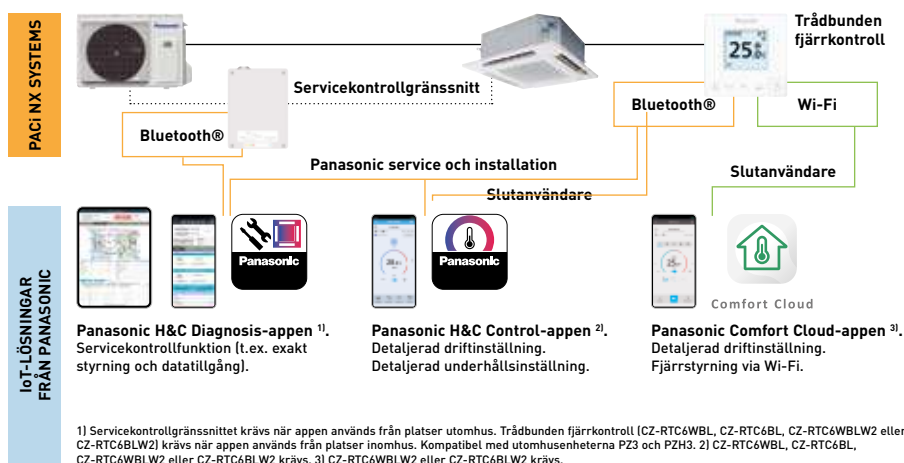 PACi NX SYSTEMS
Trådbunden
fjärrkontroll
Servicekontrollgränssnitt
Bluetooth®
Bluetooth®
Wi-Fi
Panasonic service och installation
Slutanvändare
Slutanvändare
IoT-LÖSNINGAR
FRÅN PANASONIC
Panasonic
Panasonic
Comfort Cloud
Panasonic H&C Diagnosis-appen 1).
Servicekontrollfunktion (t.ex. exakt
styrning och datatillgång).
Panasonic H&C Control-appen 2).
Detaljerad driftinställning.
Detaljerad underhållsinställning.
Panasonic Comfort Cloud-appen 3).
Detaljerad driftinställning.
Fjärrstyrning via Wi-Fi.
1) Servicekontrollgränssnittet krävs när appen används från platser utomhus. Trådbunden fjärrkontroll (CZ-RTC6WBL, CZ-RTC6BL, CZ-RTC6WBLW2 eller
CZ-RTC6BLW2) krävs när appen används från platser inomhus. Kompatibel med utomhusenheterna PZ3 och PZH3. 2) CZ-RTC6WBL, CZ-RTC6BL,
CZ-RTC6WBLW2 eller CZ-RTC6BLW2 krävs. 3) CZ-RTC6WBLW2 eller CZ-RTC6BLW2 krävs.